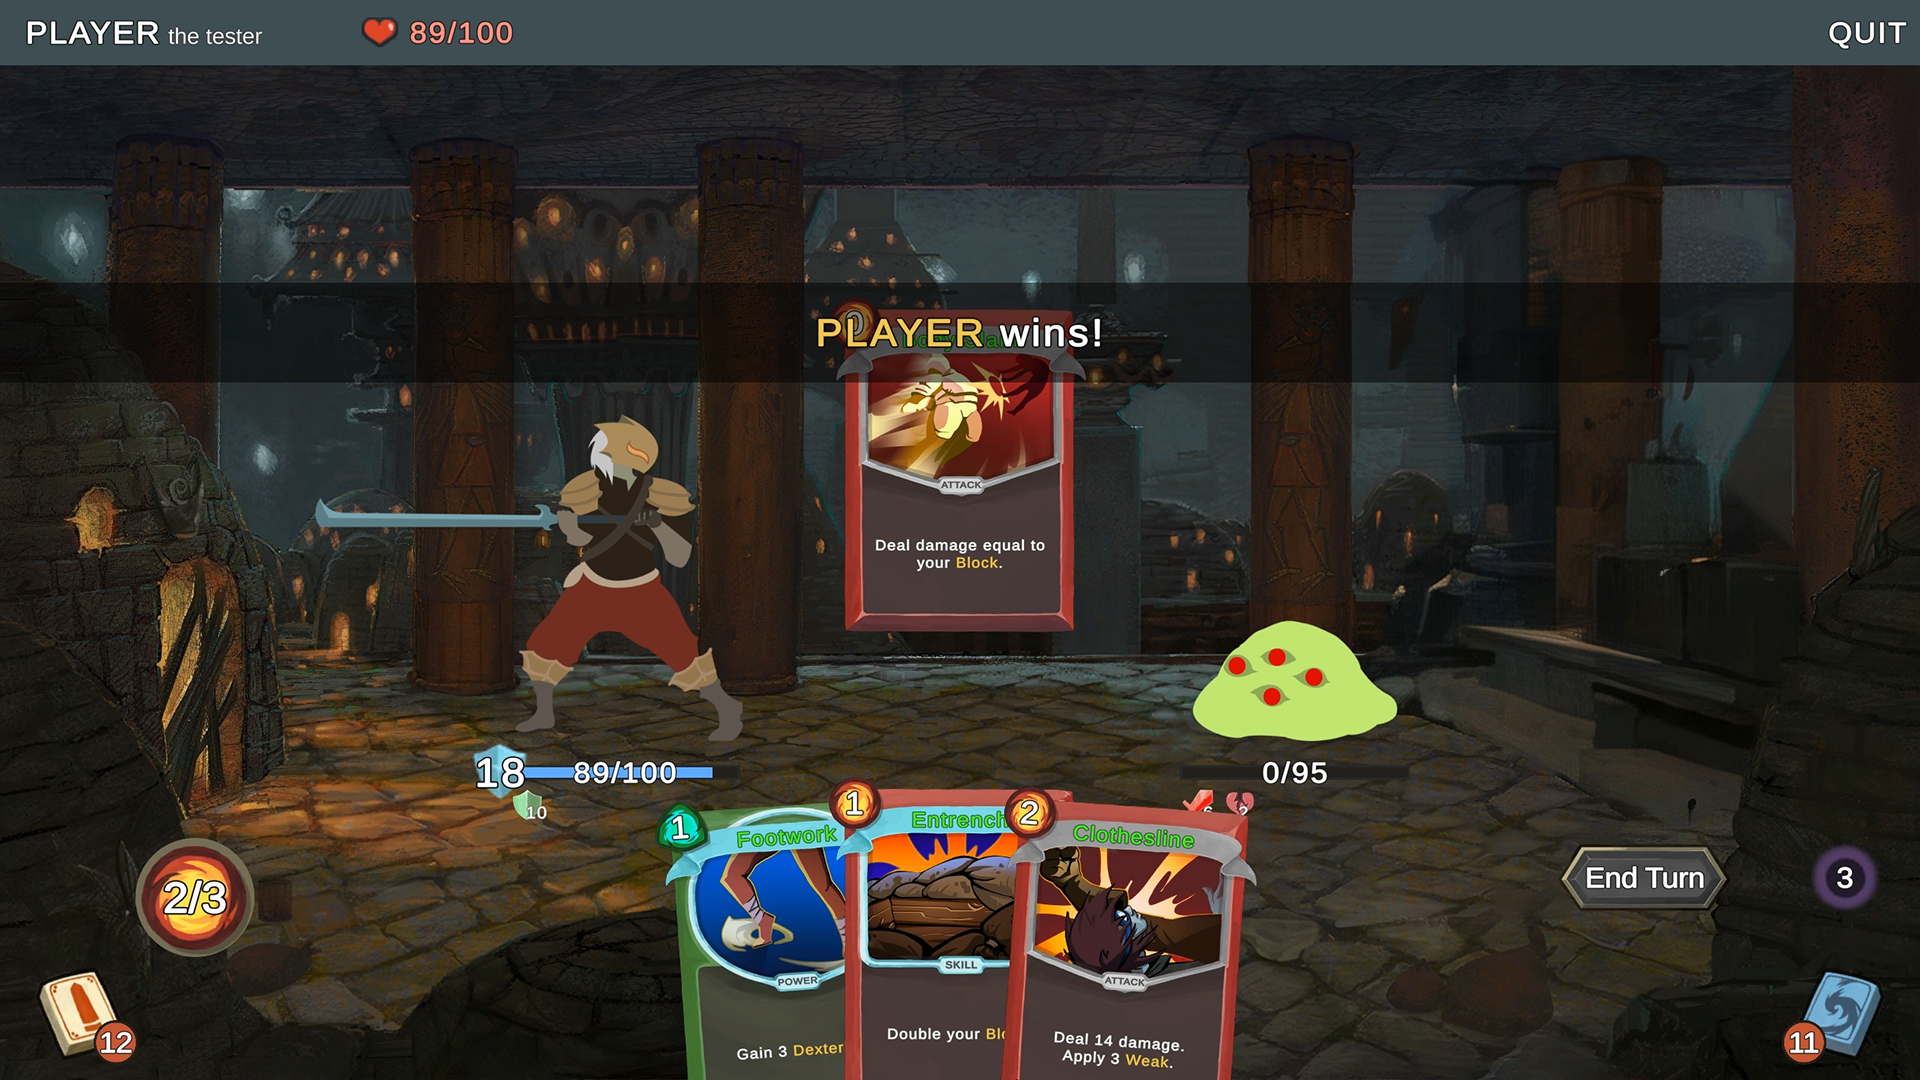 PLAYER the tester
89/100
QUIT
0
PLAYER wins!
ATTACK
Deal damage equal to
your Block.
18
89/100
10
0/95
1
Footwork
POWER
Gain 3 Dexter
1
Entrench
SKILL
Double your Blo
2
Clothesline
ATTACK
Deal 14 damage.
Apply 3 Weak.
2/3
End Turn
3
12
11